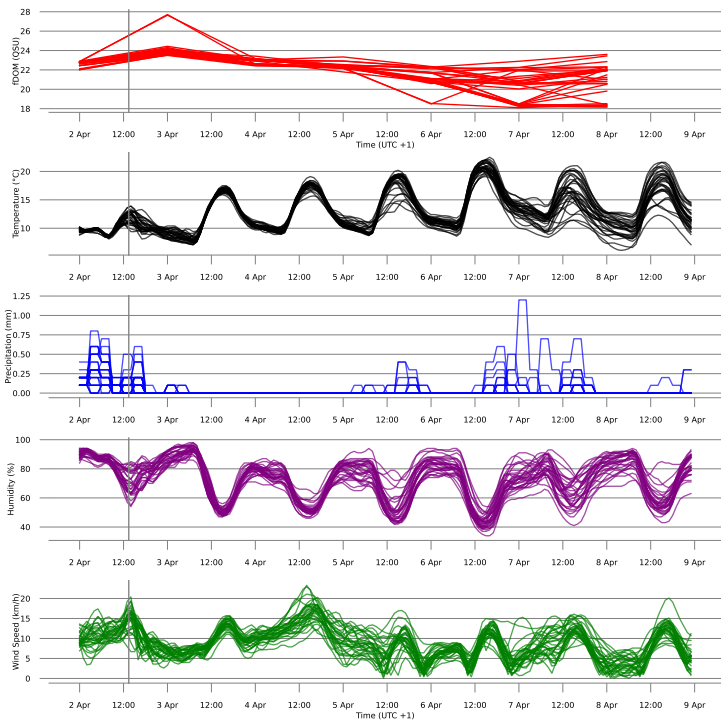 28
26
24
22
20
18
fDOM (QSU)
2 Apr 12:00 3 Apr 12:00 4 Apr 12:00 5 Apr 12:00 6 Apr 12:00 7 Apr 12:00 8 Apr 12:00 9 Apr
Time (UTC +1)
20
15
10
Temperature (°C)
2 Apr 12:00 3 Apr 12:00 4 Apr 12:00 5 Apr 12:00 6 Apr 12:00 7 Apr 12:00 8 Apr 12:00 9 Apr
1.25
1.00
0.75
0.50
0.25
0.00
Precipitation (mm)
2 Apr 12:00 3 Apr 12:00 4 Apr 12:00 5 Apr 12:00 6 Apr 12:00 7 Apr 12:00 8 Apr 12:00 9 Apr
100
80
60
40
Humidity (%)
2 Apr 12:00 3 Apr 12:00 4 Apr 12:00 5 Apr 12:00 6 Apr 12:00 7 Apr 12:00 8 Apr 12:00 9 Apr
20
15
10
5
0
Wind Speed (km/h)
2 Apr 12:00 3 Apr 12:00 4 Apr 12:00 5 Apr 12:00 6 Apr 12:00 7 Apr 12:00 8 Apr 12:00 9 Apr
Time (UTC +1)